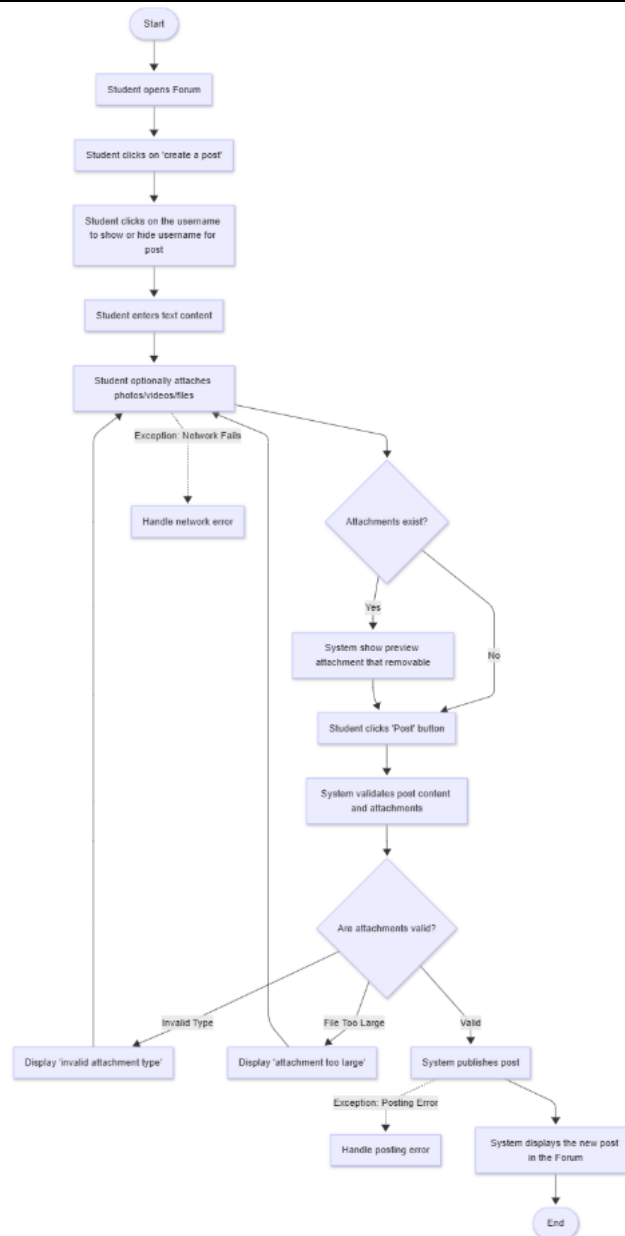 Start
Student opens Forum
Student clicks on 'create a post'
Student clicks on the username
to show or hide username for
post
Student enters text content
Student optionally attaches
photos/videos/files
Exception: Network Fails
Handle network error
Attachments exist?
Yes
No
System show preview
attachment that removable
Student clicks 'Post' button
System validates post content
and attachments
Are attachments valid?
Invalid Type
File Too Large
Valid
Display 'invalid attachment type'
Display 'attachment too large'
System publishes post
Exception: Posting Error
Handle posting error
System displays the new post
in the Forum
End